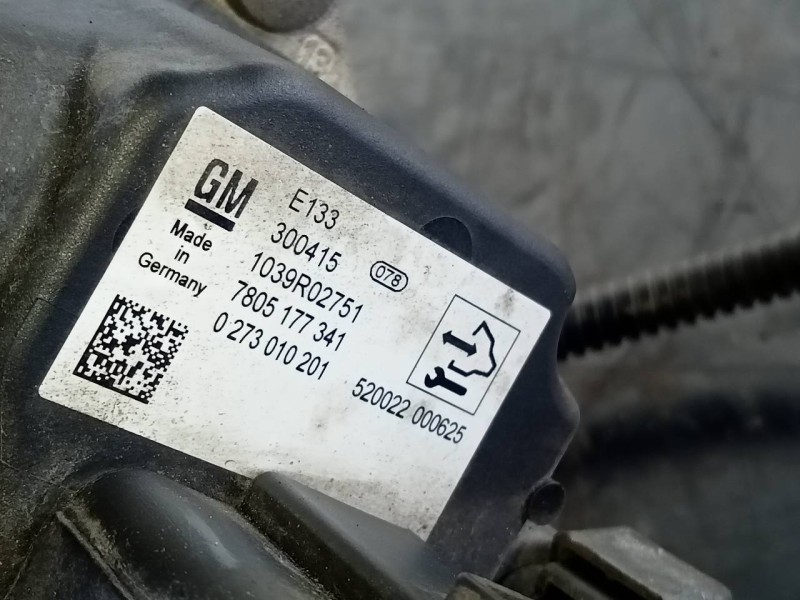 GM
Made
in
Germany
E133
300415
1039R02751
078
7805 177 341
0 273 010 201
520022 000625